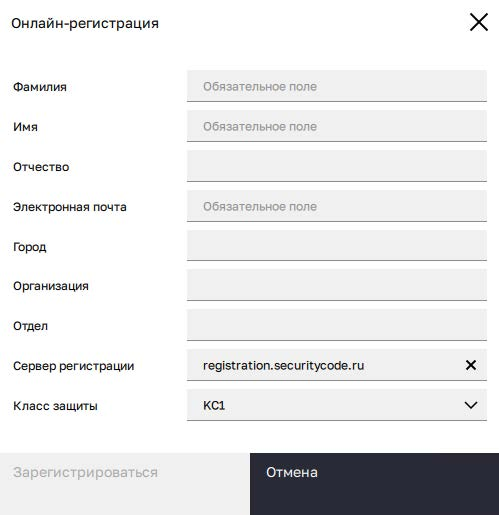 Онлайн-регистрация
Фамилия Обязательное поле
Имя Обязательное поле
Отчество
Электронная почта Обязательное поле
Город
Организация
Отдел
Сервер регистрации registration.securitycode.ru
Класс защиты КС1
Зарегистрироваться Отмена